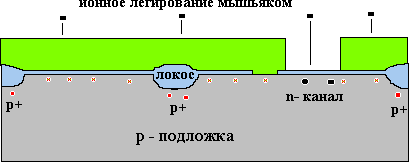 ионное легирование мышьяком
локос
p+
p+
n- канал
p+
p - подложка